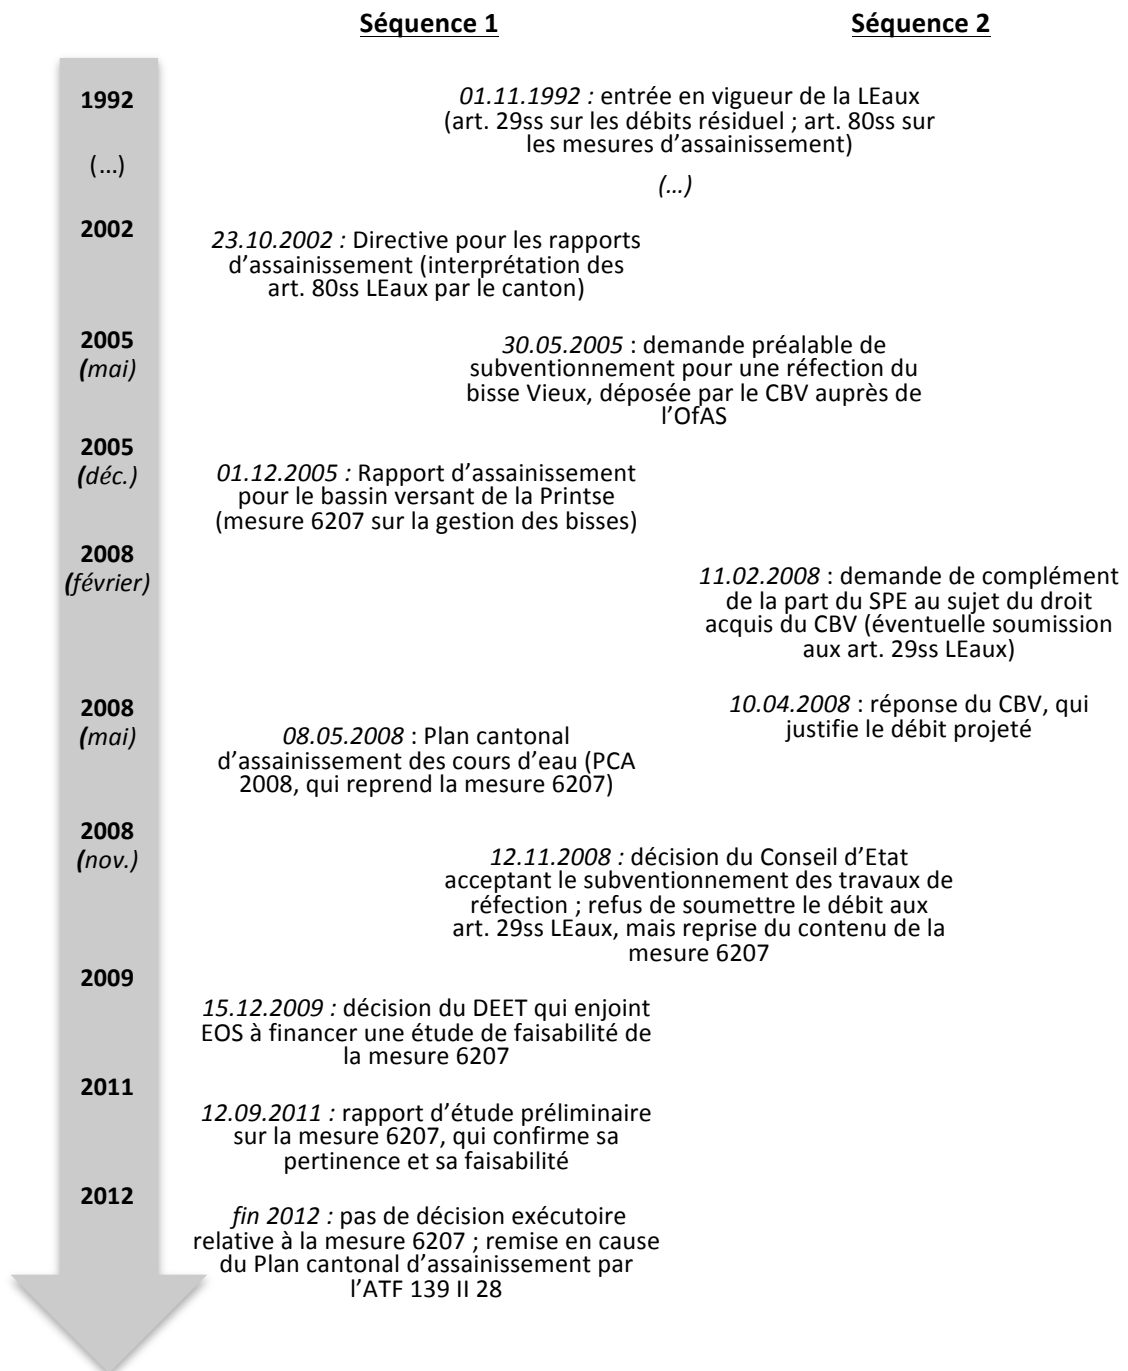 Séquence 1
Séquence 2
1992
01.11.1992 : entrée en vigueur de la LEaux
(art. 29ss sur les débits résiduel ; art. 80ss sur
les mesures d'assainissement)
(...)
(...)
2002
23.10.2002 : Directive pour les rapports
d'assainissement (interprétation des
art. 80ss LEaux par le canton)
2005
(mai)
30.05.2005 : demande préalable de
subventionnement pour une réfection du
bisse Vieux, déposée par le CBV auprès de
l'OfAS
2005
(déc.)
01.12.2005 : Rapport d'assainissement
pour le bassin versant de la Printse
(mesure 6207 sur la gestion des bisses)
2008
(février)
11.02.2008 : demande de complément
de la part du SPE au sujet du droit
acquis du CBV (éventuelle soumission
aux art. 29ss LEaux)
10.04.2008 : réponse du CBV, qui
justifie le débit projeté
2008
(mai)
08.05.2008 : Plan cantonal
d'assainissement des cours d'eau (PCA
2008, qui reprend la mesure 6207)
2008
(nov.)
12.11.2008 : décision du Conseil d'Etat
acceptant le subventionnement des travaux de
réfection ; refus de soumettre le débit aux
art. 29ss LEaux, mais reprise du contenu de la
mesure 6207
2009
15.12.2009 : décision du DEET qui enjoint
EOS à financer une étude de faisabilité de
la mesure 6207
2011
12.09.2011 : rapport d'étude préliminaire
sur la mesure 6207, qui confirme sa
pertinence et sa faisabilité
2012
fin 2012 : pas de décision exécutoire
relative à la mesure 6207 ; remise en cause
du Plan cantonal d'assainissement par
l'ATF 139 II 28